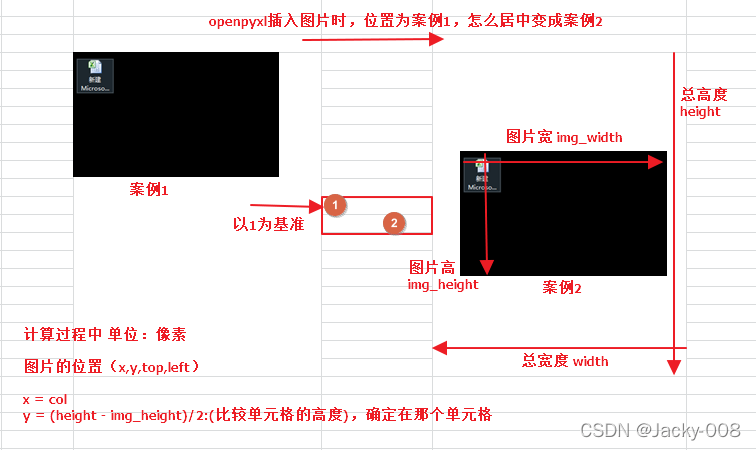 openpyxl插入图片时，位置为案例1，怎么居中变成案例2
新建
Microso...
案例1
总高度
height
图片宽 img_width
新建
Microso...
1
2
以1为基准
图片高
img_height
案例2
计算过程中 单位：像素
总宽度 width
图片的位置（x,y,top,left）
x = col
y = (height - img_height)/2:(比较单元格的高度)，确定在那个单元格
CSDN @Jacky-008